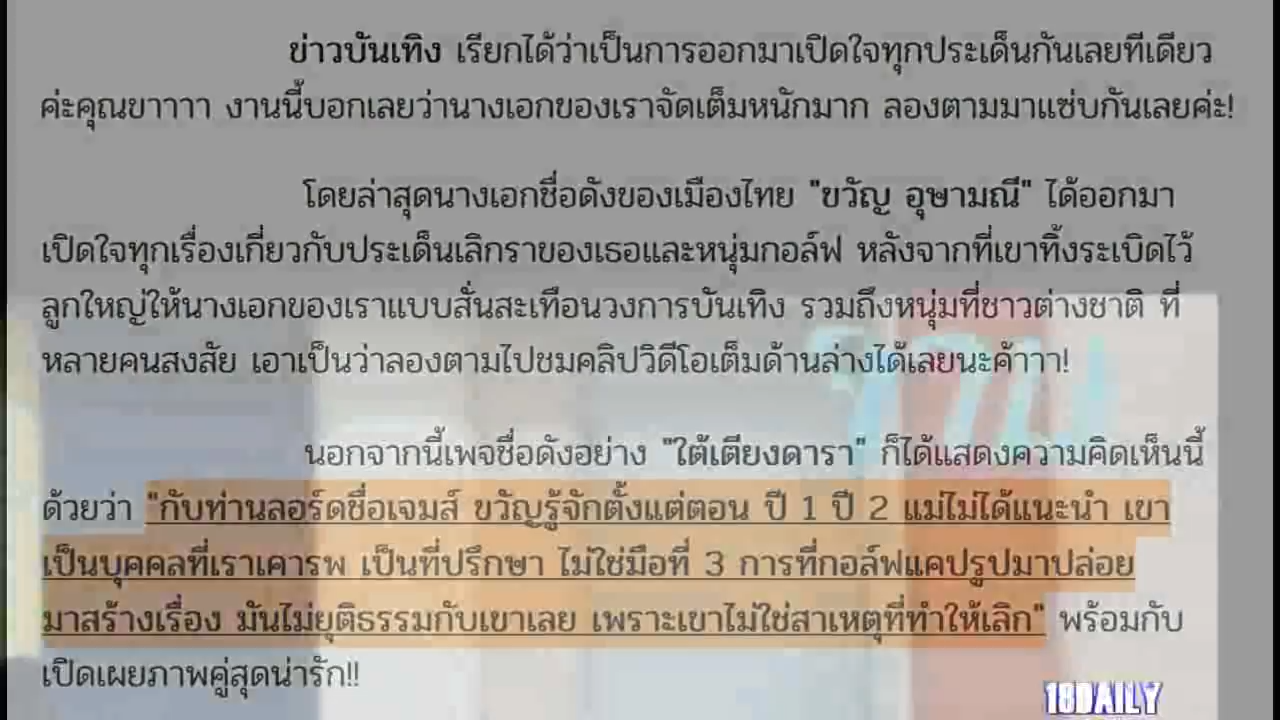 ข่าวบันเทิง เรียกได้ว่าเป็นการออกมาเปิดใจทุกประเด็นกันเลยทีเดียว
ค่ะคุณขาาาา งานนี้บอกเลยว่านางเอกของเราจัดเต็มหนักมาก ลองตามมาแซ่บกันเลยค่ะ!
โดยล่าสุดนางเอกชื่อดังของเมืองไทย "ขวัญ อุษามณี" ได้ออกมา
เปิดใจทุกเรื่องเกี่ยวกับประเด็นเลิกราของเธอและหนุ่มกอล์ฟ หลังจากที่เขาทิ้งระเบิดไว้
ลูกใหญ่ให้นางเอกของเราแบบสั่นสะเทือนวงการบันเทิง รวมถึงหนุ่มที่ชาวต่างชาติ ที่
หลายคนสงสัย เอาเป็นว่าลองตามไปชมคลิปวิดีโอเต็มด้านล่างได้เลยนะค้าาา!
นอกจากนี้เพจชื่อดังอย่าง "ใต้เตียงดารา" ก็ได้แสดงความคิดเห็นนี้
ด้วยว่า "กับท่านลอร์ดชื่อเจมส์ ขวัญรู้จักตั้งแต่ตอน ปี 1 ปี 2 แม่ไม่ได้แนะนำ เขา
เป็นบุคคลที่เราเคารพ เป็นที่ปรึกษา ไม่ใช่มือที่ 3 การที่กอล์ฟแคปรูปมาปล่อย
มาสร้างเรื่อง มันไม่ยุติธรรมกับเขาเลย เพราะเขาไม่ใช่สาเหตุที่ทำให้เลิก" พร้อมกับ
เปิดเผยภาพคู่สุดน่ารัก!!
18DAILY